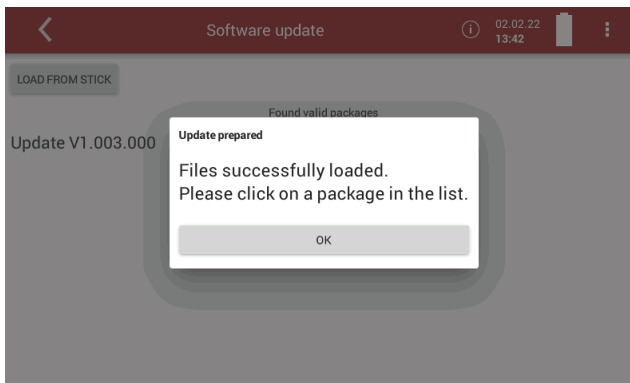 Software update
02.02.22
13:42
LOAD FROM STICK
Found valid packages
Update V1.003.000
Update prepared
Files successfully loaded.
Please click on a package in the list.
OK